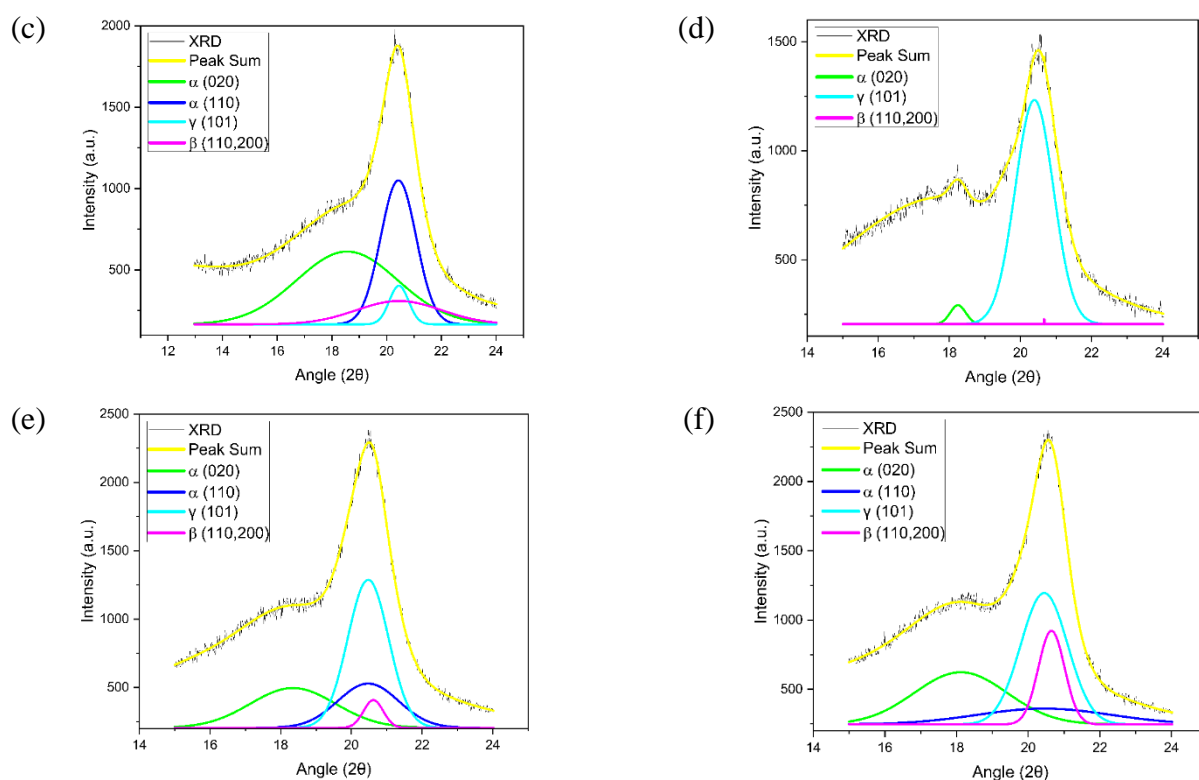 (c)
2000
1500
1000
500
Intensity (a.u.)
XRD
Peak Sum
α (020)
α (110)
γ (101)
β (110,200)
12 14 16 18 20 22 24
Angle (2θ)
(d)
1500
1000
500
Intensity (a.u.)
XRD
Peak Sum
α (020)
γ (101)
β (110,200)
14 16 18 20 22 24
Angle (2θ)
(e)
2500
2000
1500
1000
500
Intensity (a.u.)
XRD
Peak Sum
α (020)
α (110)
γ (101)
β (110,200)
14 16 18 20 22 24
Angle (2θ)
(f)
2500
2000
1500
1000
500
Intensity (a.u.)
XRD
Peak Sum
α (020)
α (110)
γ (101)
β (110,200)
14 16 18 20 22 24
Angle (2θ)